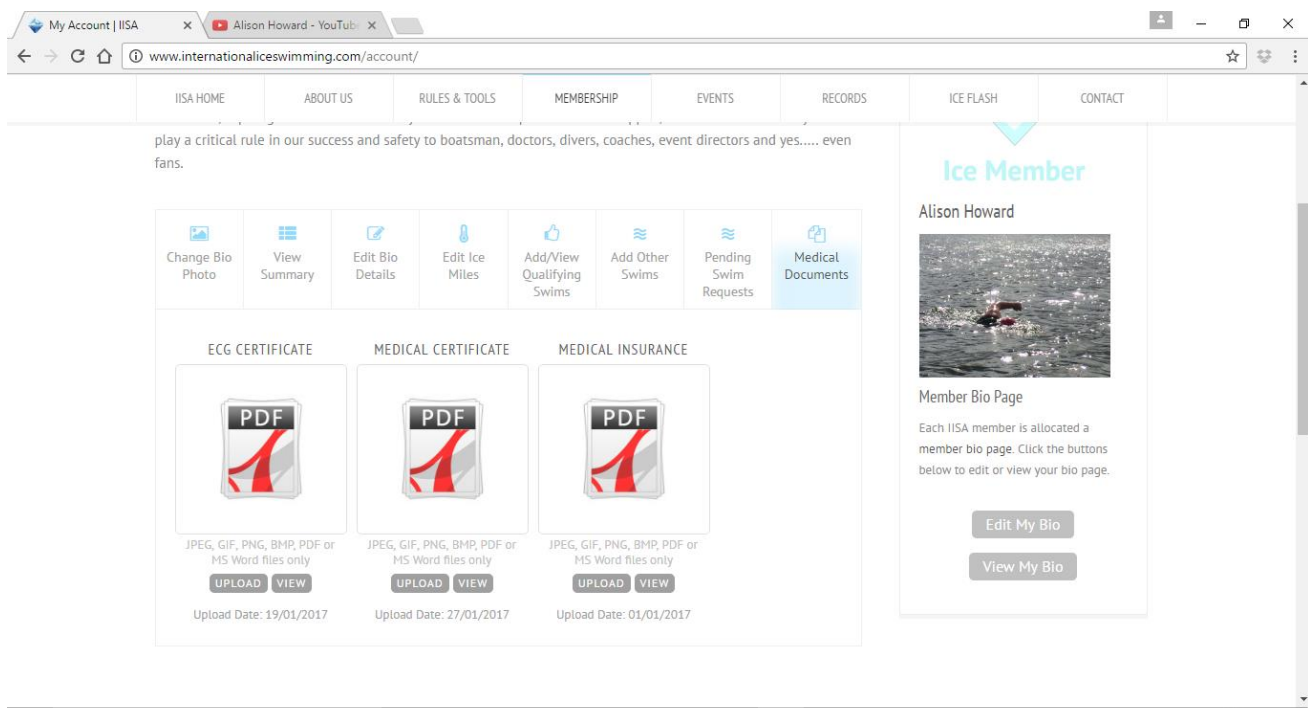 My Account | IISA
Alison Howard - YouTub
www.internationaliceswimming.com/account/
IISA HOME
ABOUT US
RULES & TOOLS
MEMBERSHIP
EVENTS
RECORDS
ICE FLASH
CONTACT
play a critical rule in our success and safety to boatsman, doctors, divers, coaches, event directors and yes..... even
fans.
Change Bio
Photo
View
Summary
Edit Bio
Details
Edit Ice
Miles
Add/View
Qualifying
Swims
Add Other
Swims
Pending
Swim
Requests
Medical
Documents
ECG CERTIFICATE
MEDICAL CERTIFICATE
MEDICAL INSURANCE
PDF
PDF
PDF
JPEG, GIF, PNG, BMP, PDF or
MS Word files only
UPLOAD VIEW
Upload Date: 19/01/2017
JPEG, GIF, PNG, BMP, PDF or
MS Word files only
UPLOAD VIEW
Upload Date: 27/01/2017
JPEG, GIF, PNG, BMP, PDF or
MS Word files only
UPLOAD VIEW
Upload Date: 01/01/2017
Ice Member
Alison Howard
Member Bio Page
Each IISA member is allocated a
member bio page. Click the buttons
below to edit or view your bio page.
Edit My Bio
View My Bio